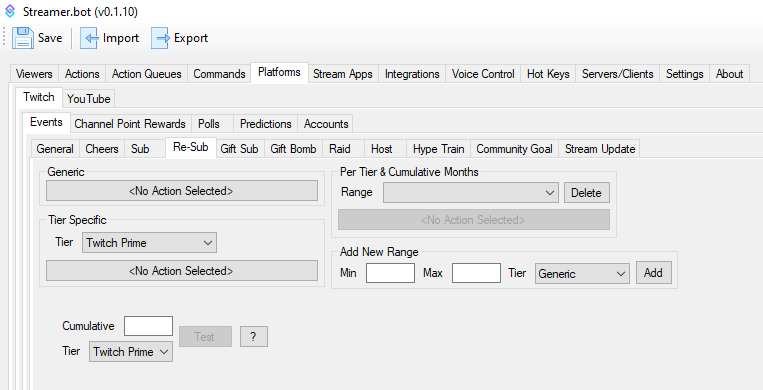 Streamer.bot (v0.1.10)
Save Import Export
Viewers Actions Action Queues Commands Platforms Stream Apps Integrations Voice Control Hot Keys Servers/Clients Settings About
Twitch YouTube
Events Channel Point Rewards Polls Predictions Accounts
General Cheers Sub Re-Sub Gift Sub Gift Bomb Raid Host Hype Train Community Goal Stream Update
Generic
<No Action Selected>
Tier Specific
Tier Twitch Prime
<No Action Selected>
Per Tier & Cumulative Months
Range Delete
<No Action Selected>
Add New Range
Min Max Tier Generic Add
Cumulative
Test ?
Tier Twitch Prime